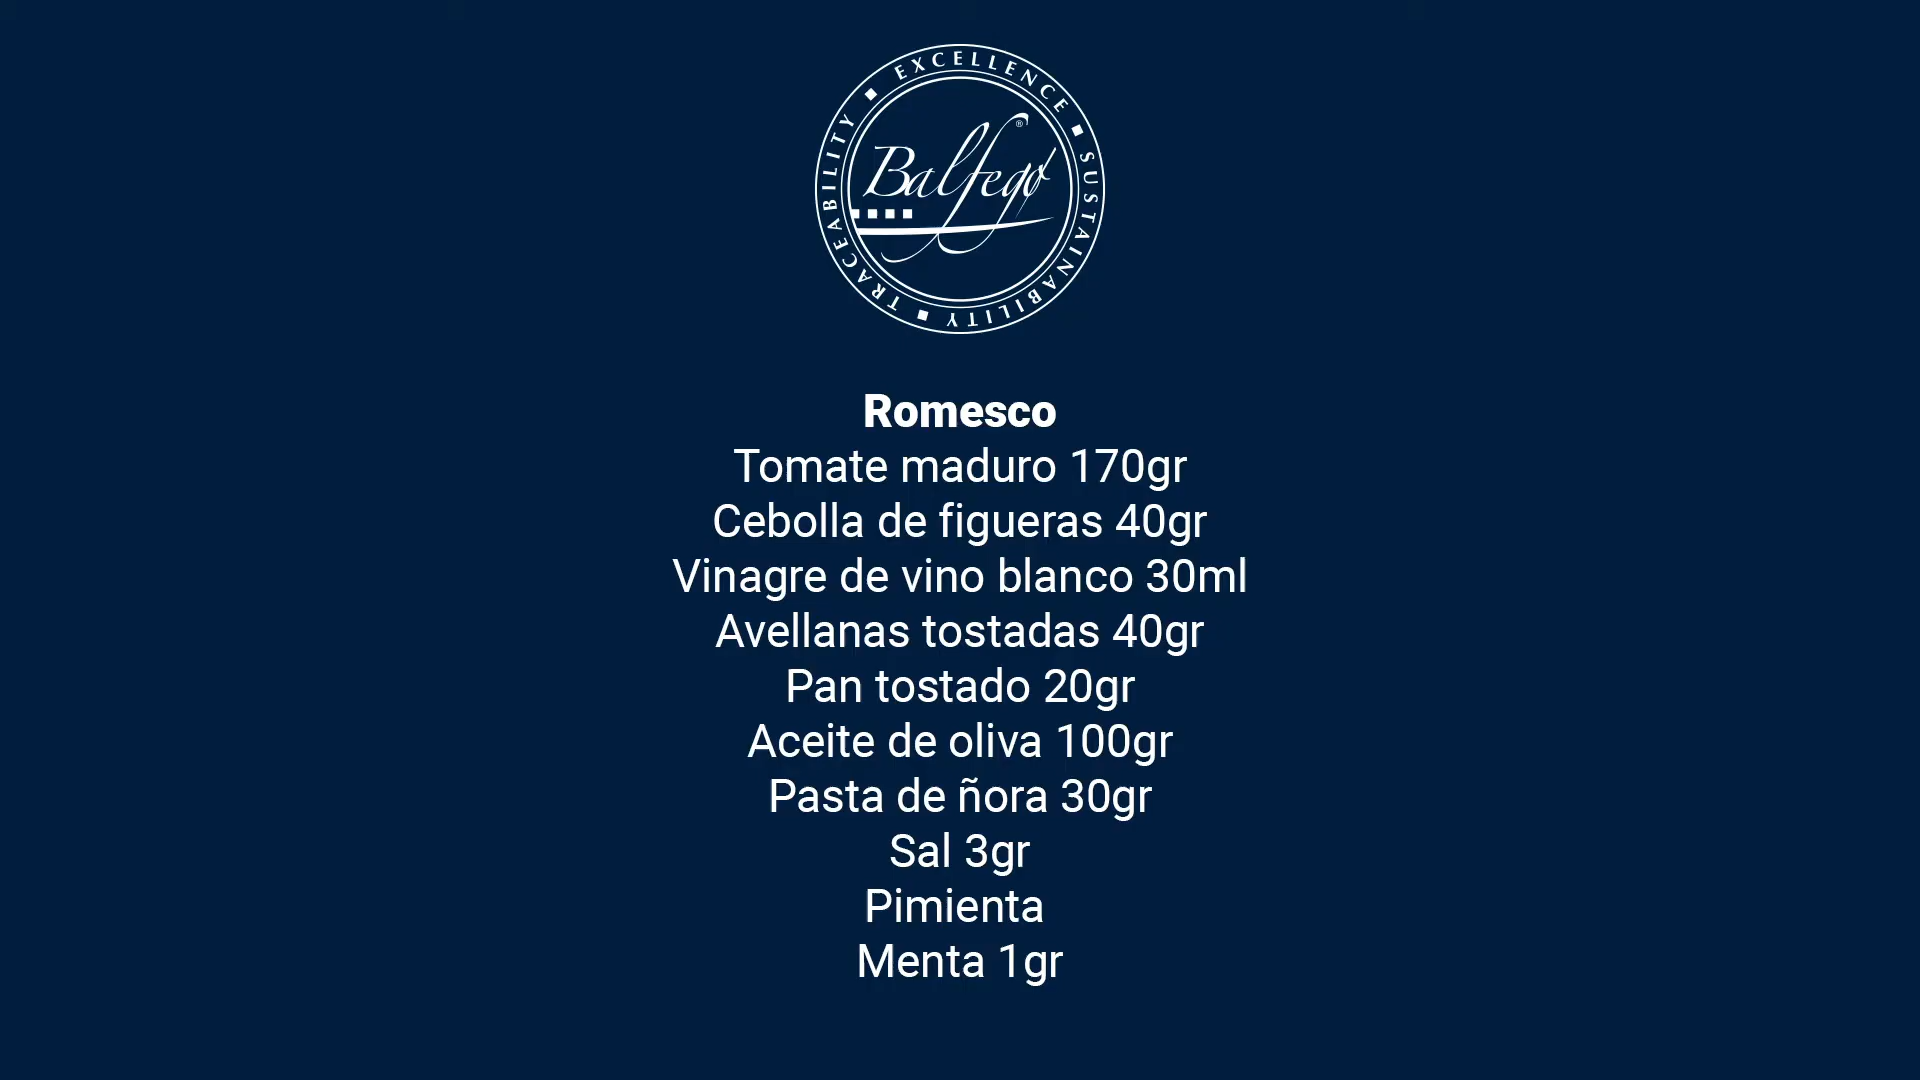 EXCELLENCE ▪ SUSTAINABILITY ▪ TRACEABILITY ▪
Balfegó
®
Romesco
Tomate maduro 170gr
Cebolla de figueras 40gr
Vinagre de vino blanco 30ml
Avellanas tostadas 40gr
Pan tostado 20gr
Aceite de oliva 100gr
Pasta de ñora 30gr
Sal 3gr
Pimienta
Menta 1gr